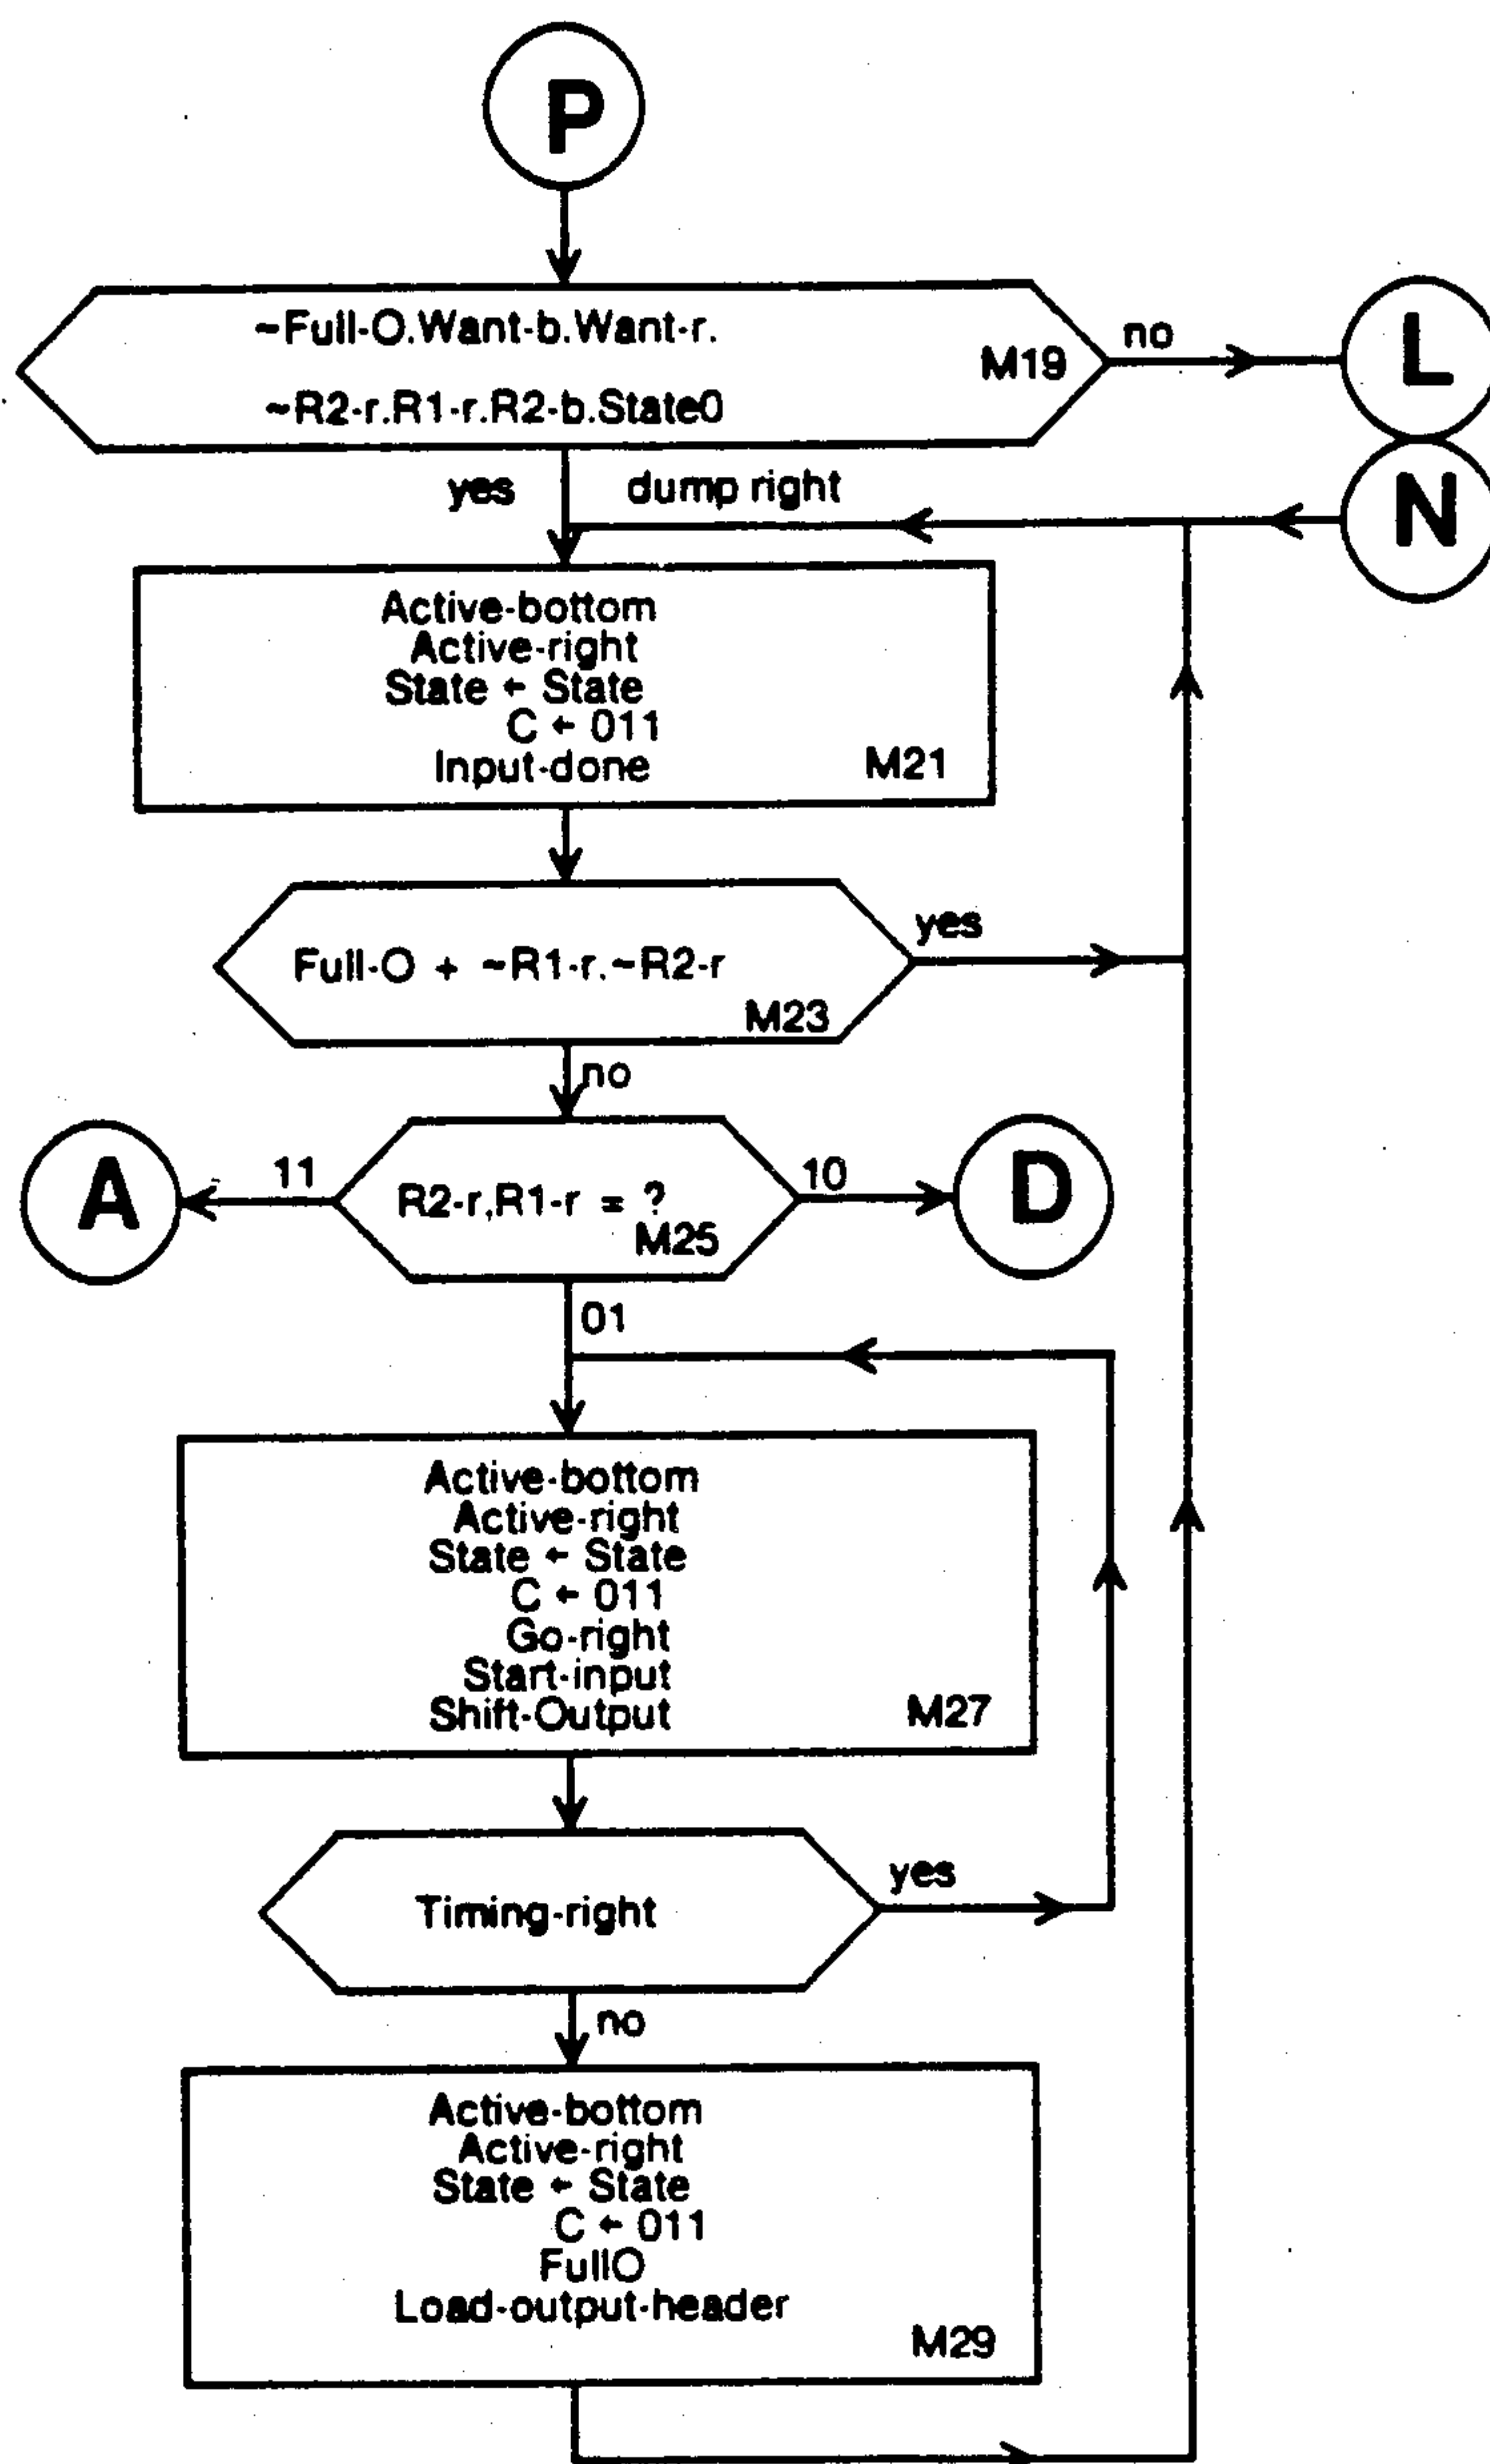 P
~Full-O.Want-b.Want-r.
~R2-r.R1-r.R2-b.State0
M19
no
L
yes
dump right
N
Active-bottom
Active-right
State ← State
C ← 011
Input-done
M21
Full-O + ~R1-r.~R2-r
M23
yes
no
A
11
R2-r,R1-r = ?
M25
10
D
01
Active-bottom
Active-right
State ← State
C ← 011
Go-right
Start-input
Shift-Output
M27
Timing-right
yes
no
Active-bottom
Active-right
State ← State
C ← 011
FullO
Load-output-header
M29